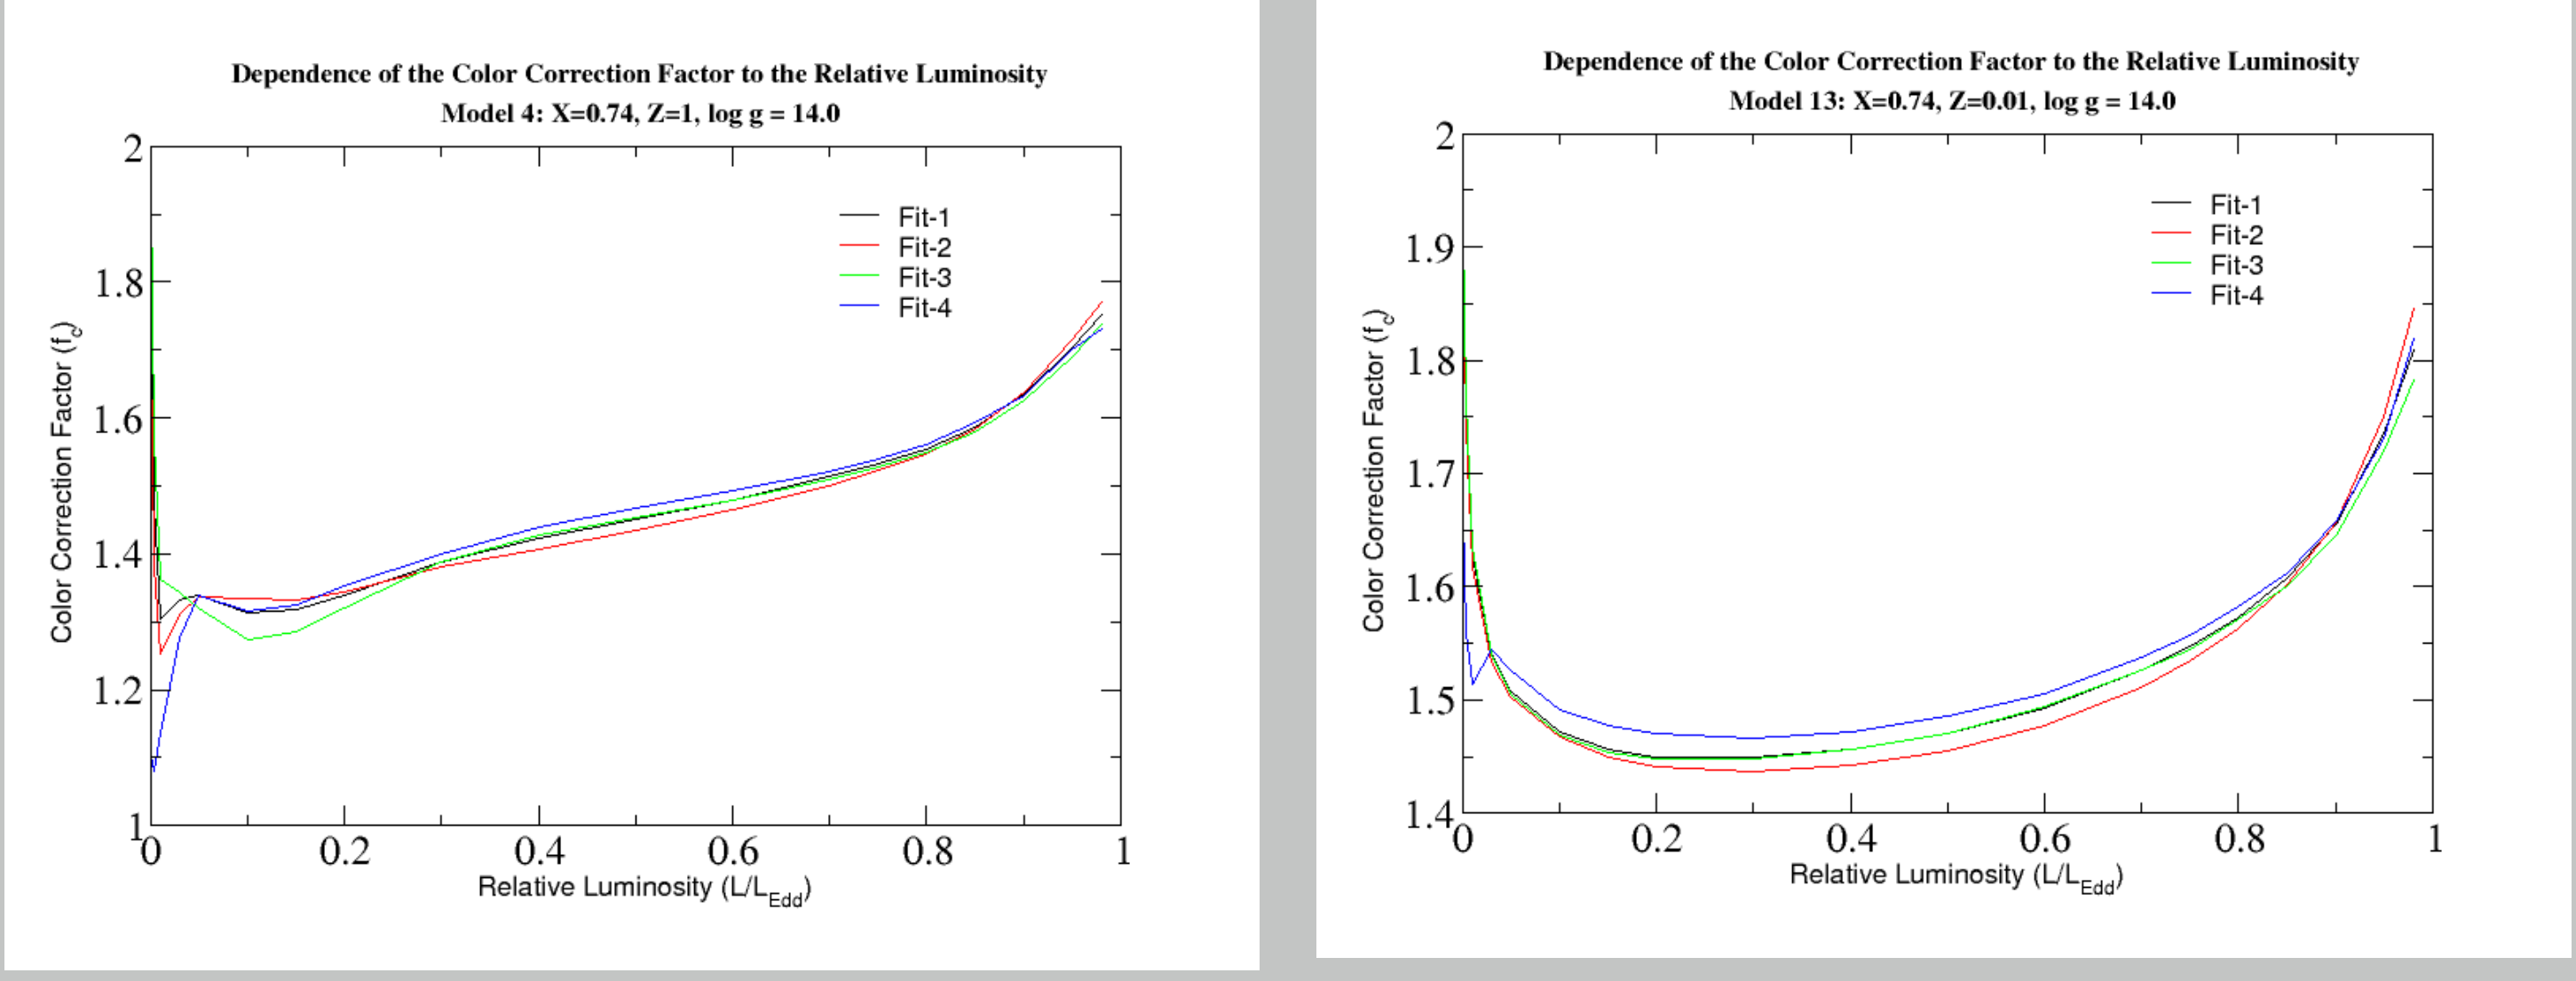 Dependence of the Color Correction Factor to the Relative Luminosity
Model 4: X=0.74, Z=1, log g = 14.0
2
1.8
1.6
1.4
1.2
1
Color Correction Factor (fc)
Fit-1
Fit-2
Fit-3
Fit-4
0 0.2 0.4 0.6 0.8 1
Relative Luminosity (L/LEdd)
Dependence of the Color Correction Factor to the Relative Luminosity
Model 13: X=0.74, Z=0.01, log g = 14.0
2
1.9
1.8
1.7
1.6
1.5
1.4
Color Correction Factor (fc)
Fit-1
Fit-2
Fit-3
Fit-4
0 0.2 0.4 0.6 0.8 1
Relative Luminosity (L/LEdd)